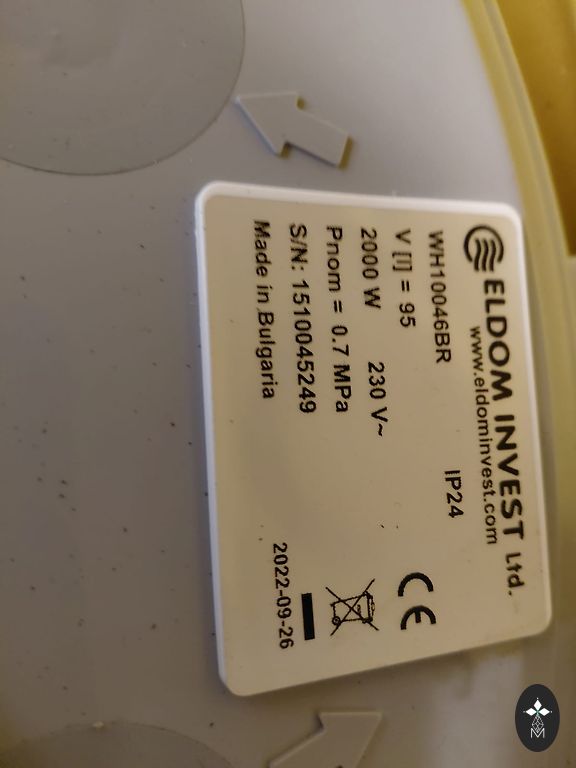 ELDOM INVEST Ltd.
www.eldominvest.com
WH10046BR IP24
V [l] = 95
2000 W 230 V~
Pnom = 0.7 MPa
S/N: 1510045249
Made in Bulgaria
CE
2022-09-26
M